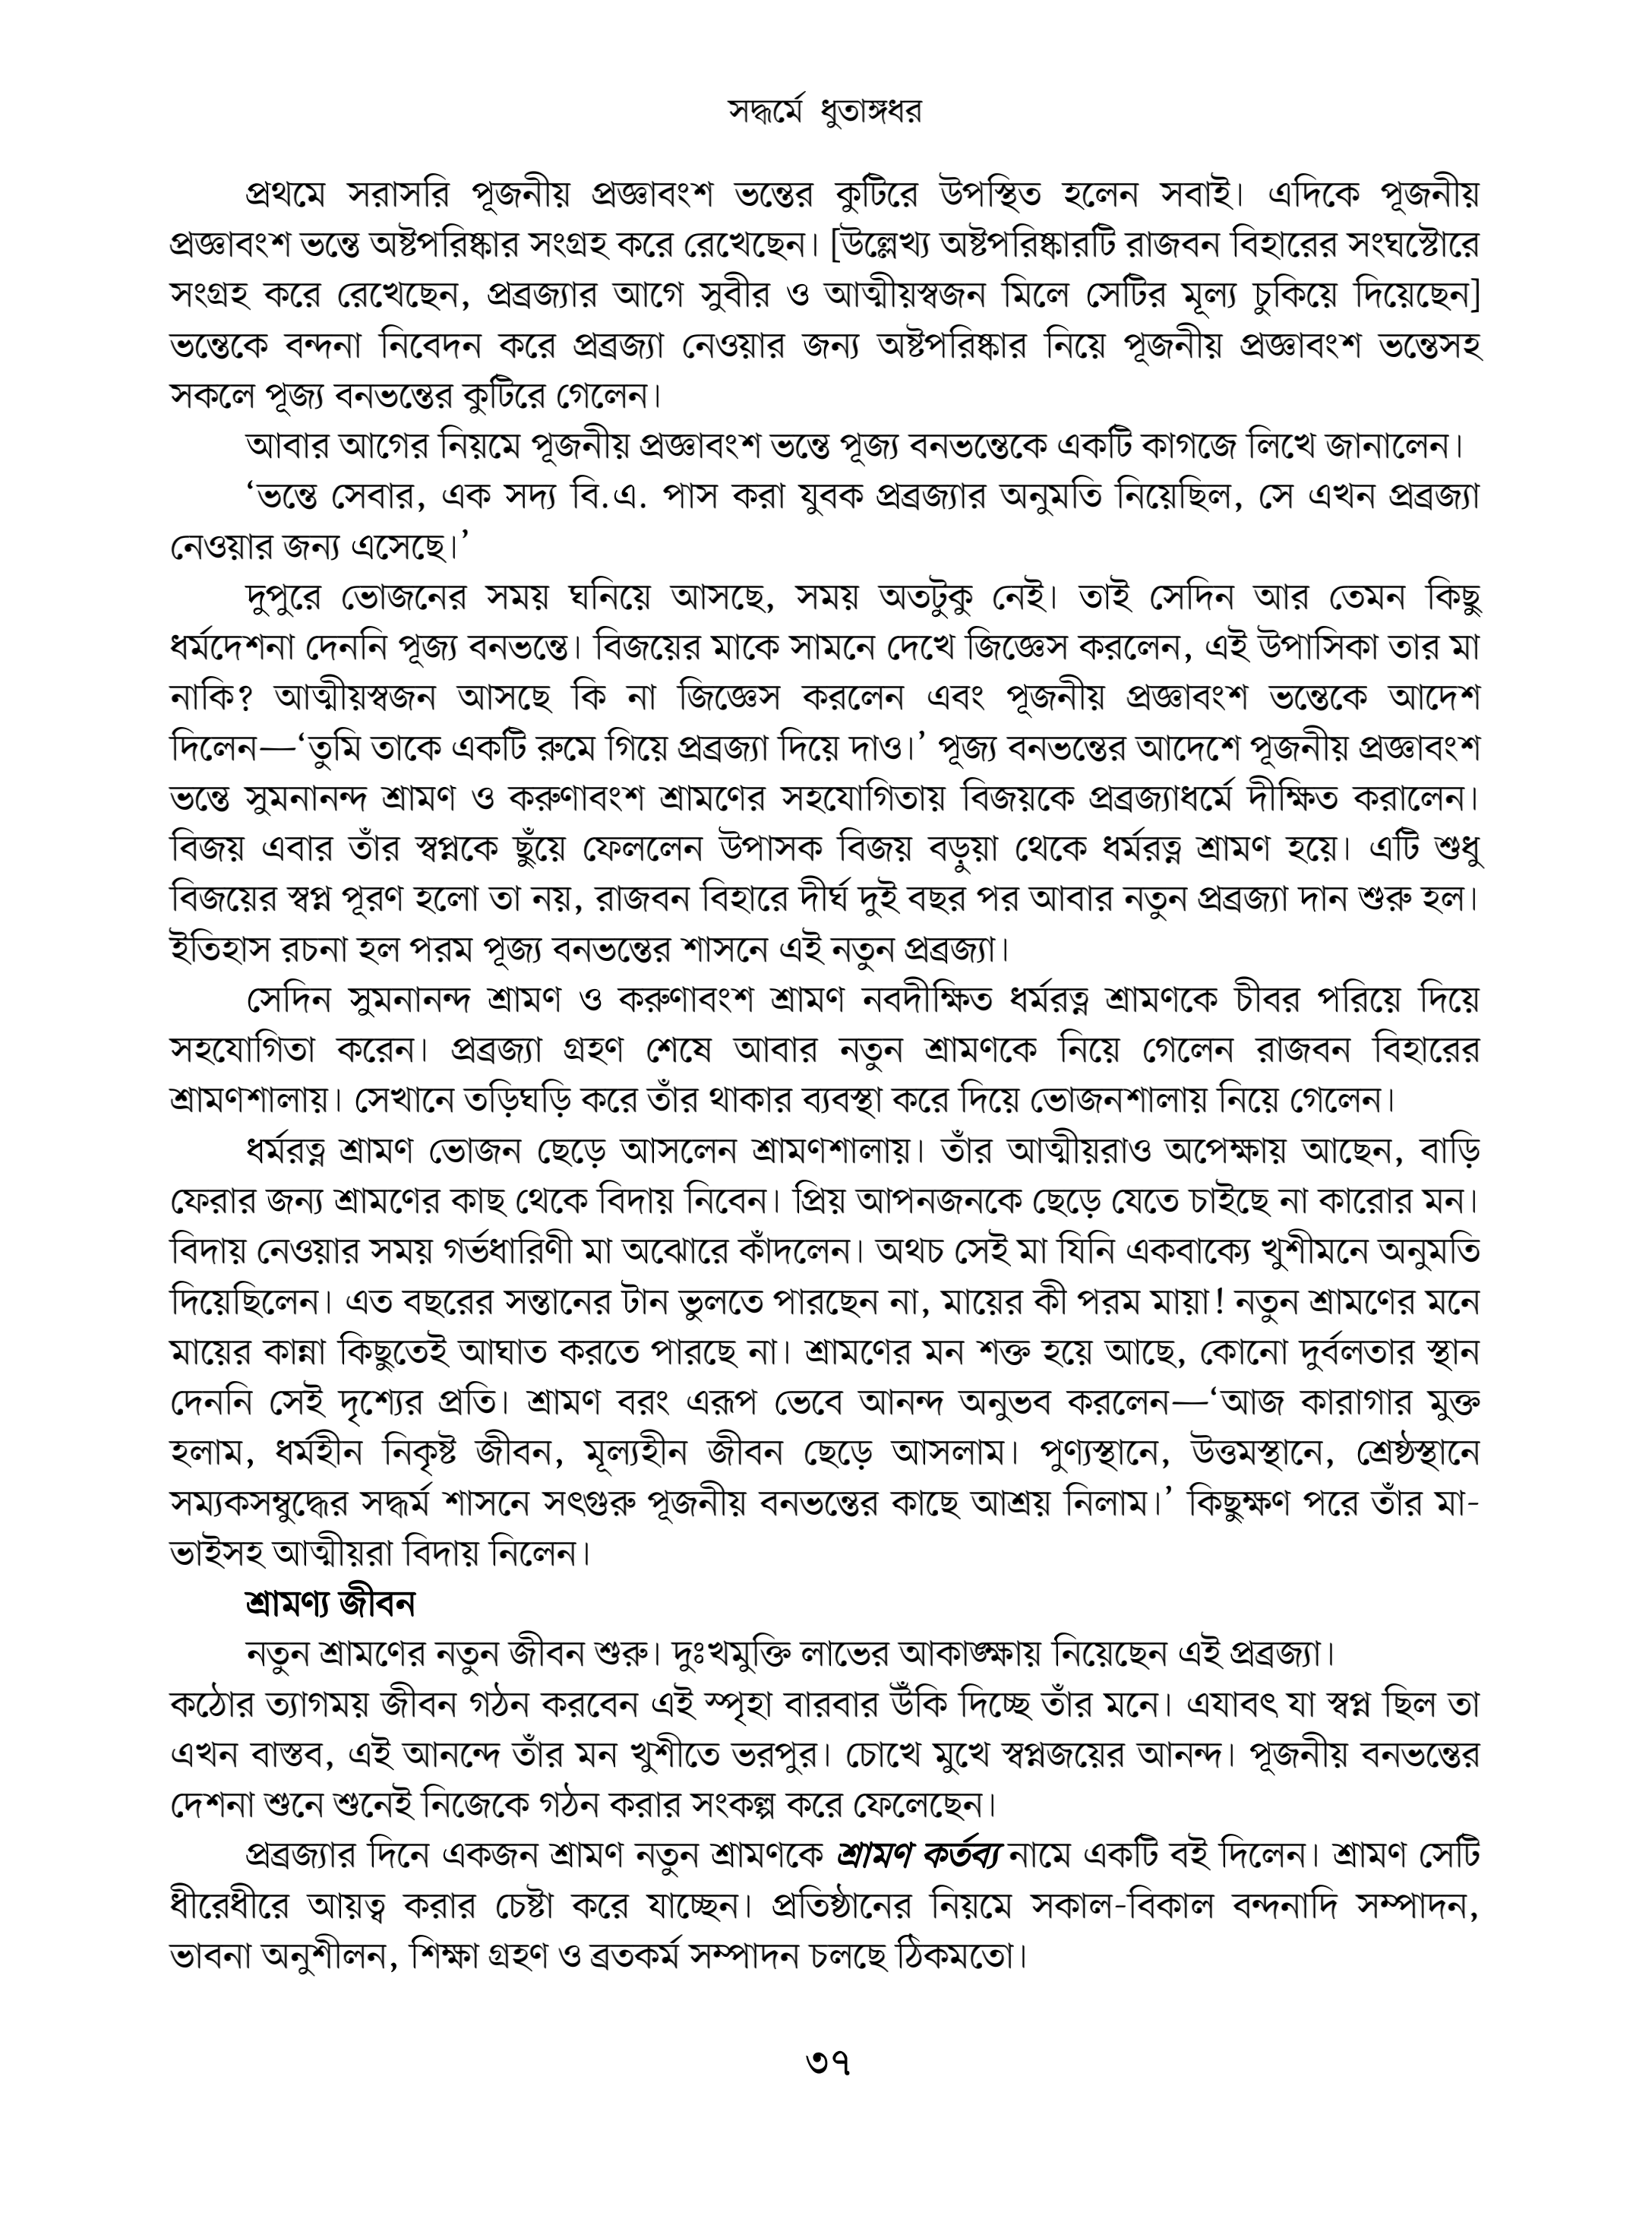 সদ্ধর্মে ধুতাঙ্গধর
প্রথমে সরাসরি পূজনীয় প্রজ্ঞাবংশ ভন্তের কুটিরে উপস্থিত হলেন সবাই। এদিকে পূজনীয়
প্রজ্ঞাবংশ ভন্তে অষ্টপরিষ্কার সংগ্রহ করে রেখেছেন। [উল্লেখ্য অষ্টপরিষ্কারটি রাজবন বিহারের সংঘস্টোরে
সংগ্রহ করে রেখেছেন, প্রব্রজ্যার আগে সুবীর ও আত্মীয়স্বজন মিলে সেটির মূল্য চুকিয়ে দিয়েছেন]
ভন্তেকে বন্দনা নিবেদন করে প্রব্রজ্যা নেওয়ার জন্য অষ্টপরিষ্কার নিয়ে পূজনীয় প্রজ্ঞাবংশ ভন্তেসহ
সকলে পূজ্য বনভন্তের কুটিরে গেলেন।
আবার আগের নিয়মে পূজনীয় প্রজ্ঞাবংশ ভন্তে পূজ্য বনভন্তেকে একটি কাগজে লিখে জানালেন।
‘ভন্তে সেবার, এক সদ্য বি.এ. পাস করা যুবক প্রব্রজ্যার অনুমতি নিয়েছিল, সে এখন প্রব্রজ্যা
নেওয়ার জন্য এসেছে।’
দুপুরে ভোজনের সময় ঘনিয়ে আসছে, সময় অতটুকু নেই। তাই সেদিন আর তেমন কিছু
ধর্মদেশনা দেননি পূজ্য বনভন্তে। বিজয়ের মাকে সামনে দেখে জিজ্ঞেস করলেন, এই উপাসিকা তার মা
নাকি? আত্মীয়স্বজন আসছে কি না জিজ্ঞেস করলেন এবং পূজনীয় প্রজ্ঞাবংশ ভন্তেকে আদেশ
দিলেন—‘তুমি তাকে একটি রুমে গিয়ে প্রব্রজ্যা দিয়ে দাও।’ পূজ্য বনভন্তের আদেশে পূজনীয় প্রজ্ঞাবংশ
ভন্তে সুমনানন্দ শ্রামণ ও করুণাবংশ শ্রামণের সহযোগিতায় বিজয়কে প্রব্রজ্যাধর্মে দীক্ষিত করালেন।
বিজয় এবার তাঁর স্বপ্নকে ছুঁয়ে ফেললেন উপাসক বিজয় বড়ুয়া থেকে ধর্মরত্ন শ্রামণ হয়ে। এটি শুধু
বিজয়ের স্বপ্ন পূরণ হলো তা নয়, রাজবন বিহারে দীর্ঘ দুই বছর পর আবার নতুন প্রব্রজ্যা দান শুরু হল।
ইতিহাস রচনা হল পরম পূজ্য বনভন্তের শাসনে এই নতুন প্রব্রজ্যা।
সেদিন সুমনানন্দ শ্রামণ ও করুণাবংশ শ্রামণ নবদীক্ষিত ধর্মরত্ন শ্রামণকে চীবর পরিয়ে দিয়ে
সহযোগিতা করেন। প্রব্রজ্যা গ্রহণ শেষে আবার নতুন শ্রামণকে নিয়ে গেলেন রাজবন বিহারের
শ্রামণশালায়। সেখানে তড়িঘড়ি করে তাঁর থাকার ব্যবস্থা করে দিয়ে ভোজনশালায় নিয়ে গেলেন।
ধর্মরত্ন শ্রামণ ভোজন ছেড়ে আসলেন শ্রামণশালায়। তাঁর আত্মীয়রাও অপেক্ষায় আছেন, বাড়ি
ফেরার জন্য শ্রামণের কাছ থেকে বিদায় নিবেন। প্রিয় আপনজনকে ছেড়ে যেতে চাইছে না কারোর মন।
বিদায় নেওয়ার সময় গর্ভধারিণী মা অঝোরে কাঁদলেন। অথচ সেই মা যিনি একবাক্যে খুশীমনে অনুমতি
দিয়েছিলেন। এত বছরের সন্তানের টান ভুলতে পারছেন না, মায়ের কী পরম মায়া! নতুন শ্রামণের মনে
মায়ের কান্না কিছুতেই আঘাত করতে পারছে না। শ্রামণের মন শক্ত হয়ে আছে, কোনো দুর্বলতার স্থান
দেননি সেই দৃশ্যের প্রতি। শ্রামণ বরং এরূপ ভেবে আনন্দ অনুভব করলেন—‘আজ কারাগার মুক্ত
হলাম, ধর্মহীন নিকৃষ্ট জীবন, মূল্যহীন জীবন ছেড়ে আসলাম। পুণ্যস্থানে, উত্তমস্থানে, শ্রেষ্ঠস্থানে
সম্যকসম্বুদ্ধের সদ্ধর্ম শাসনে সৎগুরু পূজনীয় বনভন্তের কাছে আশ্রয় নিলাম।’ কিছুক্ষণ পরে তাঁর মা-
ভাইসহ আত্মীয়রা বিদায় নিলেন।
শ্রামণ্য জীবন
নতুন শ্রামণের নতুন জীবন শুরু। দুঃখমুক্তি লাভের আকাঙ্ক্ষায় নিয়েছেন এই প্রব্রজ্যা।
কঠোর ত্যাগময় জীবন গঠন করবেন এই স্পৃহা বারবার উঁকি দিচ্ছে তাঁর মনে। এযাবৎ যা স্বপ্ন ছিল তা
এখন বাস্তব, এই আনন্দে তাঁর মন খুশীতে ভরপুর। চোখে মুখে স্বপ্নজয়ের আনন্দ। পূজনীয় বনভন্তের
দেশনা শুনে শুনেই নিজেকে গঠন করার সংকল্প করে ফেলেছেন।
প্রব্রজ্যার দিনে একজন শ্রামণ নতুন শ্রামণকে শ্রামণ কর্তব্য নামে একটি বই দিলেন। শ্রামণ সেটি
ধীরেধীরে আয়ত্ব করার চেষ্টা করে যাচ্ছেন। প্রতিষ্ঠানের নিয়মে সকাল-বিকাল বন্দনাদি সম্পাদন,
ভাবনা অনুশীলন, শিক্ষা গ্রহণ ও ব্রতকর্ম সম্পাদন চলছে ঠিকমতো।
৩৭